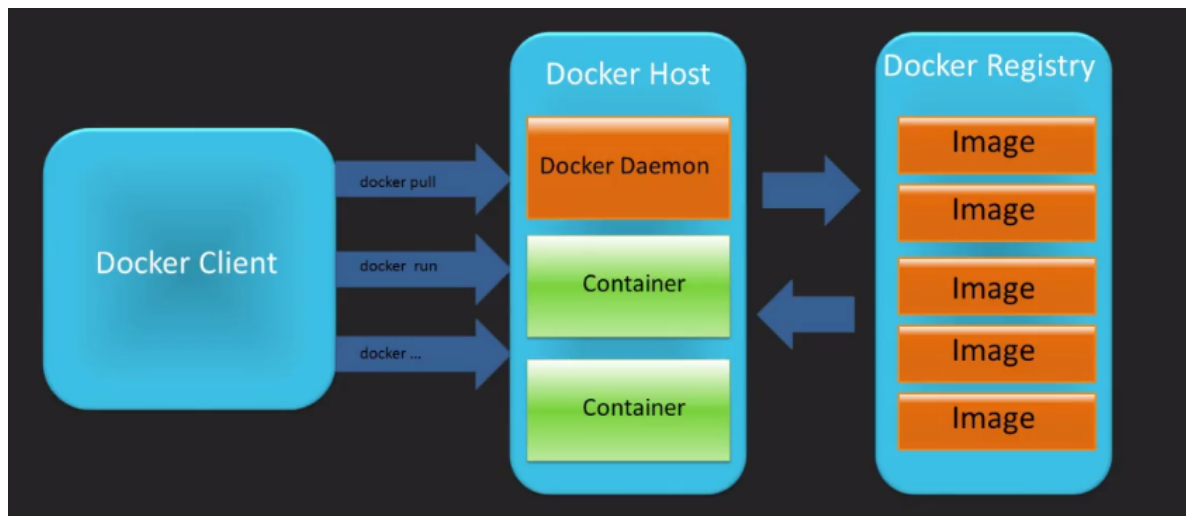 Docker Client
docker pull
docker run
docker ...
Docker Host
Docker Daemon
Container
Container
Docker Registry
Image
Image
Image
Image
Image